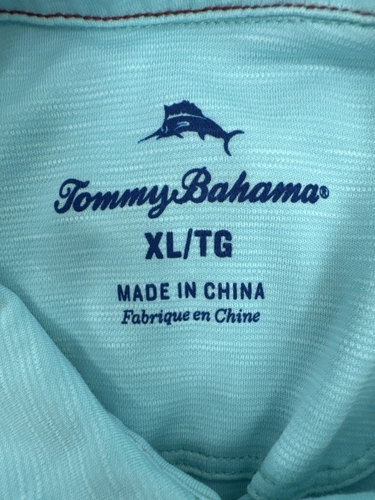 Tommy Bahama®
XL/TG
MADE IN CHINA
Fabrique en Chine